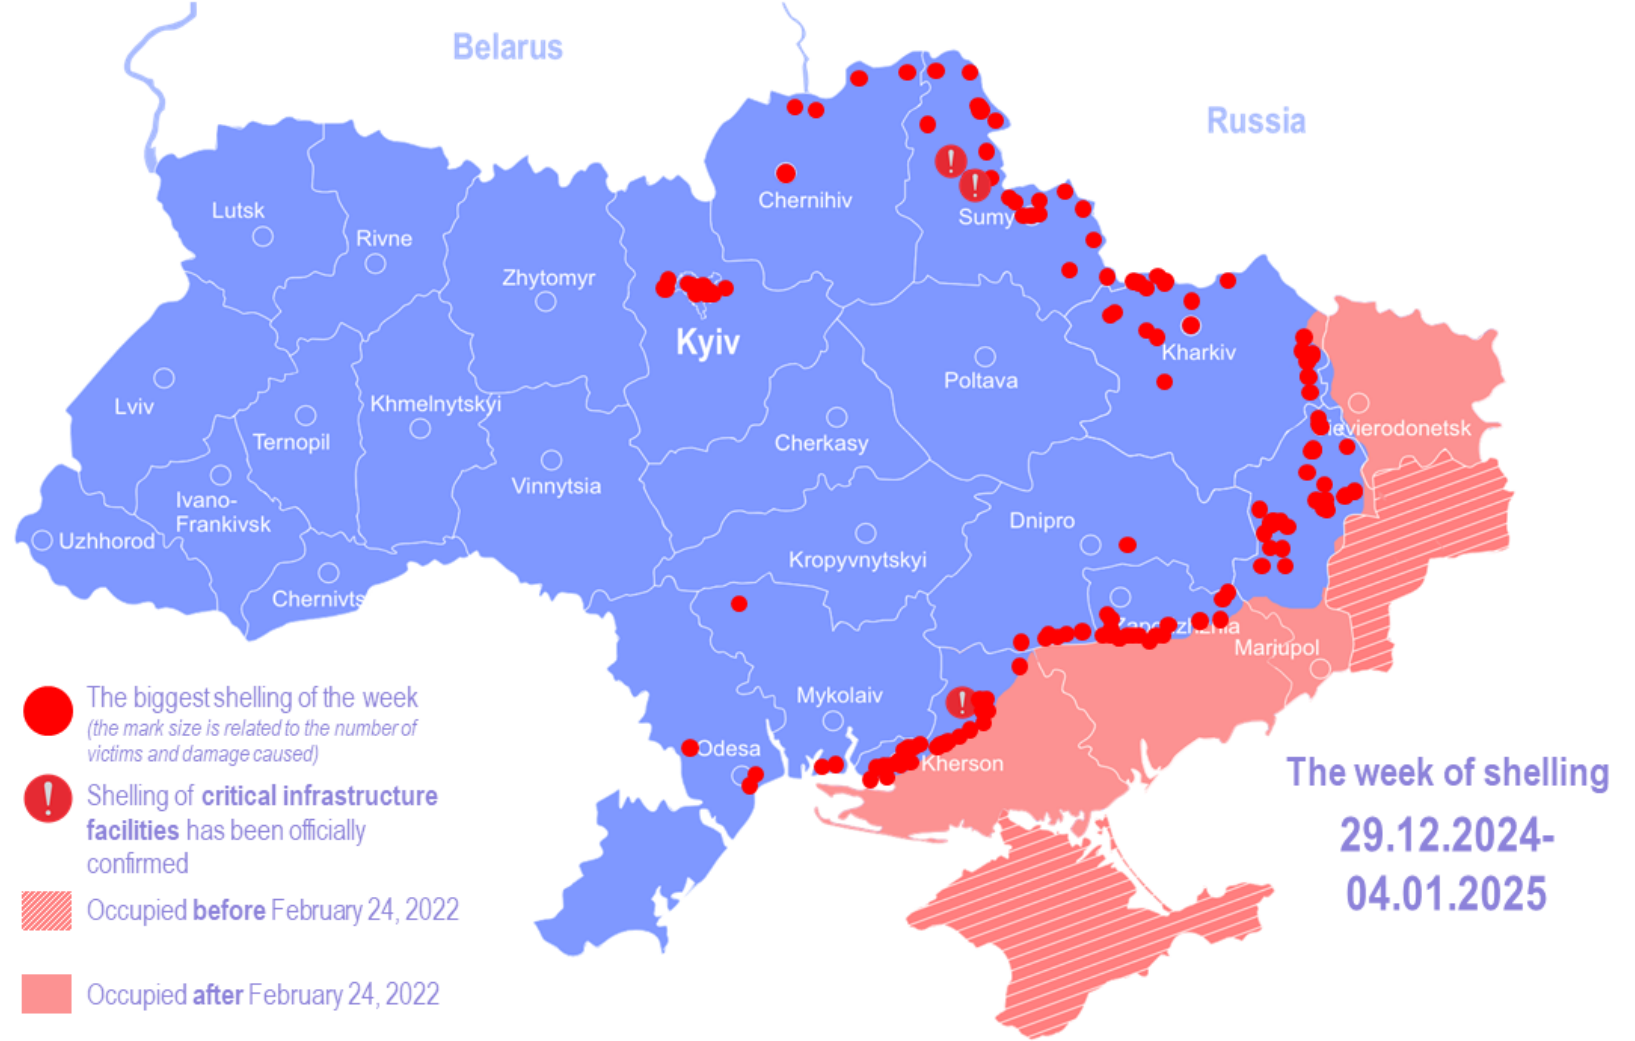 Belarus
Russia
Lutsk
Rivne
Zhytomyr
Chernihiv
Sumy
Kyiv
Kharkiv
Lviv
Ternopil
Khmelnytskyi
Vinnytsia
Cherkasy
Poltava
Sievierodonetsk
Ivano-
Frankivsk
Uzhhorod
Chernivts
Kropyvnytskyi
Dnipro
Mariupol
Mykolaiv
Odesa
Kherson
The biggest shelling of the week
(the mark size is related to the number of
victims and damage caused)
! Shelling of critical infrastructure
facilities has been officially
confirmed
Occupied before February 24, 2022
Occupied after February 24, 2022
The week of shelling
29.12.2024-
04.01.2025